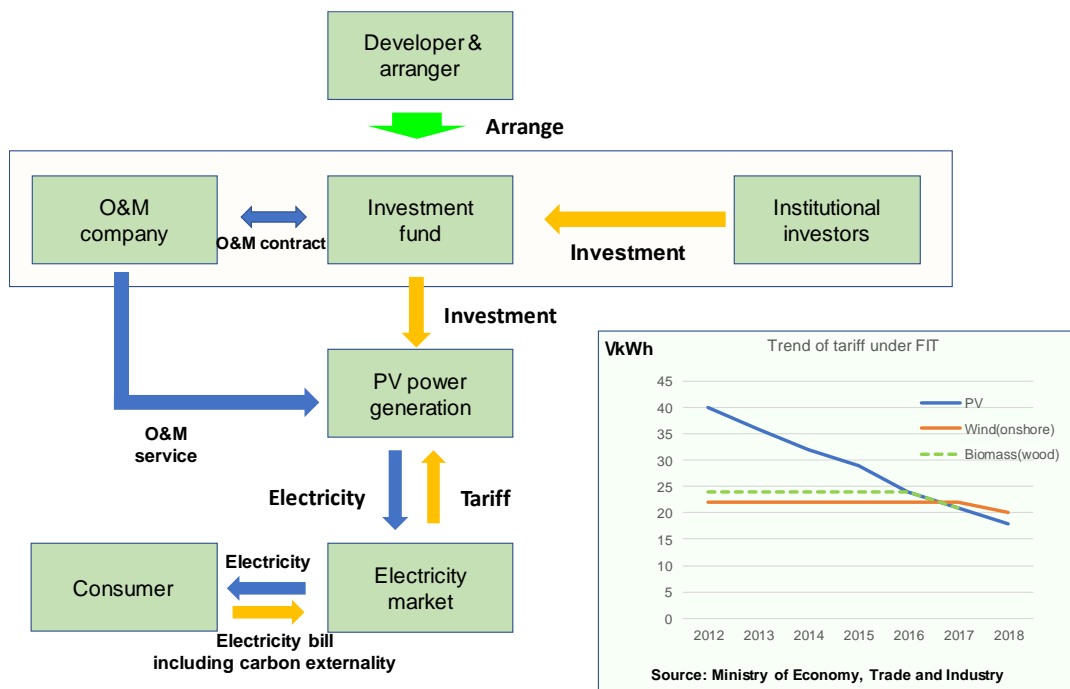 Developer &
arranger
Arrange
O&M
company
O&M contract
Investment
fund
Investment
Institutional
investors
Investment
PV power
generation
O&M
service
Electricity
Tariff
Consumer
Electricity
Electricity bill
including carbon externality
Electricity
market
\/kWh
Trend of tariff under FIT
45
40
35
30
25
20
15
10
5
0
PV
Wind(onshore)
Biomass(wood)
2012 2013 2014 2015 2016 2017 2018
Source: Ministry of Economy, Trade and Industry